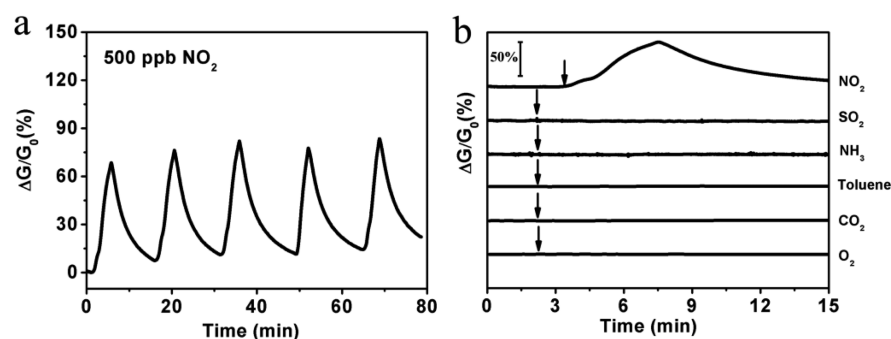 a
500 ppb NO2
ΔG/G0(%)
150
120
90
60
30
0
0 20 40 60 80
Time (min)
b
50%
ΔG/G0(%)
NO2
SO2
NH3
Toluene
CO2
O2
0 3 6 9 12 15
Time (min)